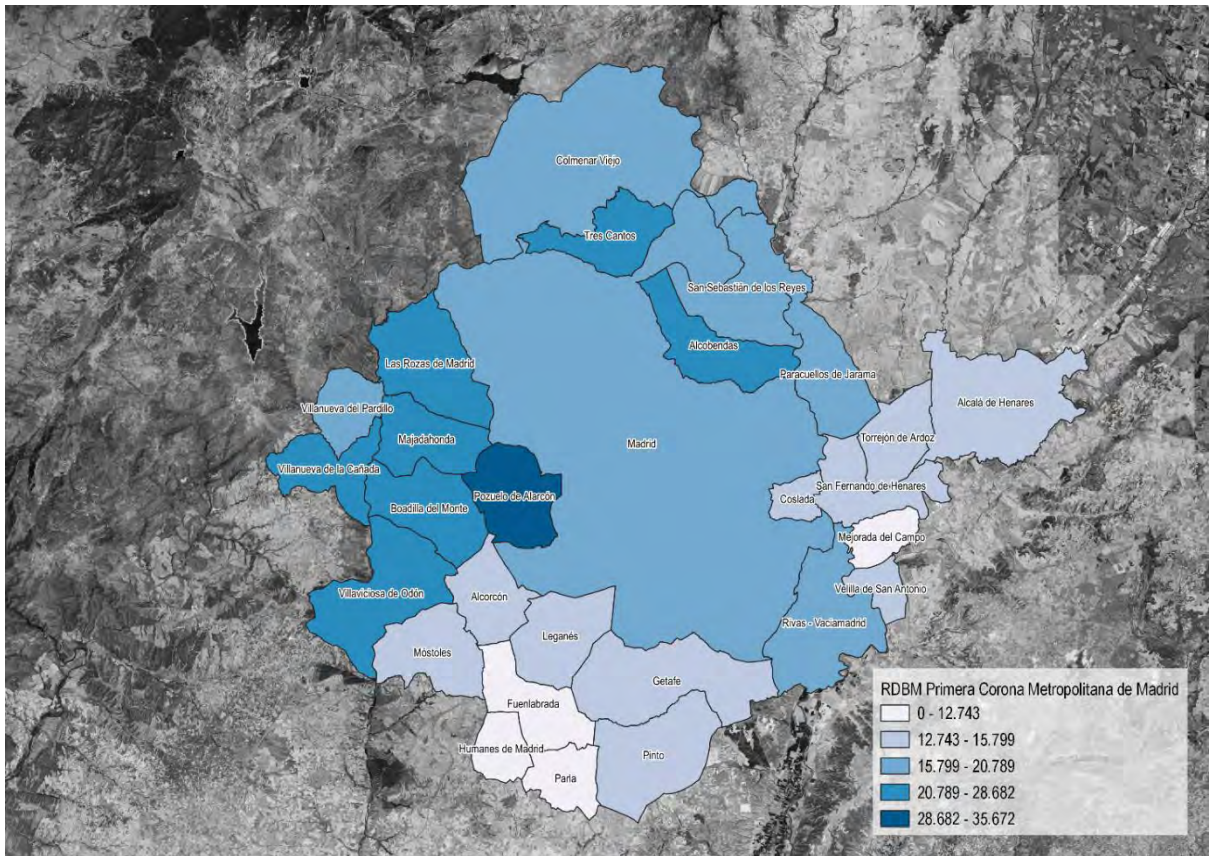 Colmenar Viejo
Tres Cantos
San Sebastián de los Reyes
Alcobendas
Las Rozas de Madrid
Paracuellos de Jarama
Villanueva del Pardillo
Alcalá de Henares
Majadahonda
Madrid
Torrejón de Ardoz
Villanueva de la Cañada
Pozuelo de Alarcón
San Fernando de Henares
Coslada
Boadilla del Monte
Mejorada del Campo
Villaviciosa de Odón
Alcorcón
Velilla de San Antonio
Rivas - Vaciamadrid
Leganés
Móstoles
Getafe
Fuenlabrada
Humanes de Madrid
Pinto
Parla
RDBM Primera Corona Metropolitana de Madrid
0 - 12.743
12.743 - 15.799
15.799 - 20.789
20.789 - 28.682
28.682 - 35.672